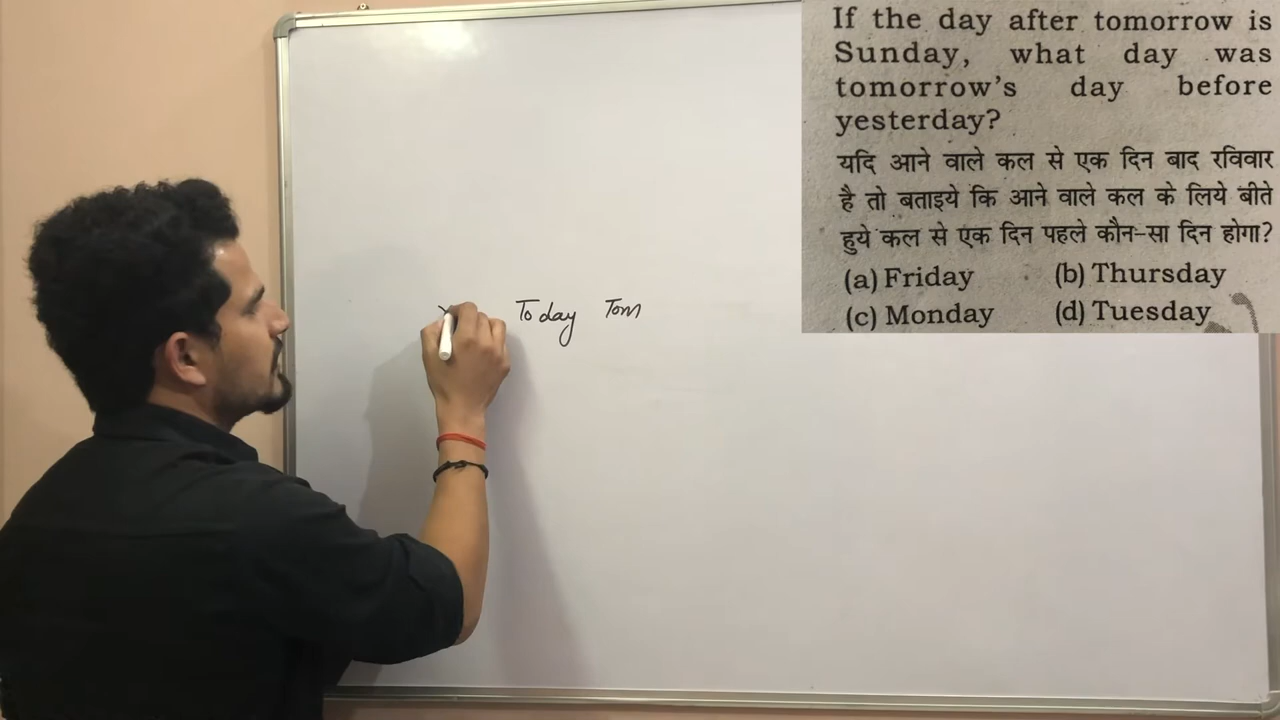 If the day after tomorrow is
Sunday, what day was
tomorrow's day before
yesterday?
यदि आने वाले कल से एक दिन बाद रविवार
है तो बताइये कि आने वाले कल के लिये बीते
हुये कल से एक दिन पहले कौन-सा दिन होगा?
(a) Friday (b) Thursday
(c) Monday (d) Tuesday
Today Tom